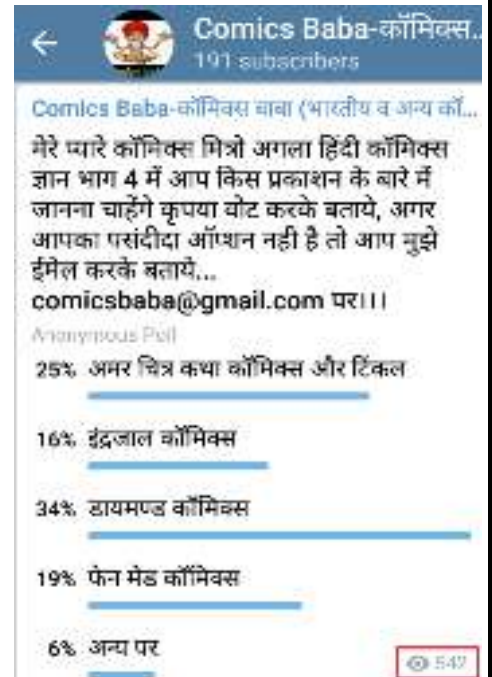 Comics Baba-कॉमिक्स..
191 subscribers
Comics Baba-कॉमिक्स बाबा (भारतीय व अन्य कॉ...
मेरे प्यारे कॉमिक्स मित्रो अगला हिंदी कॉमिक्स
ज्ञान भाग 4 में आप किस प्रकाशन के बारे में
जानना चाहेंगे कृपया वोट करके बताये, अगर
आपका परसंदीदा ऑप्शन नही है तो आप मुझे
ईमेल करके बताये...
comicsbaba@gmail.com पर।।।
Anonymous Poll
25% अमर चित्र कथा कॉमिक्स और टिंकल
16% इंद्रजाल कॉमिक्स
34% डायमण्ड कॉमिक्स
19% फेन मेड कॉमिक्स
6% अन्य पर
542